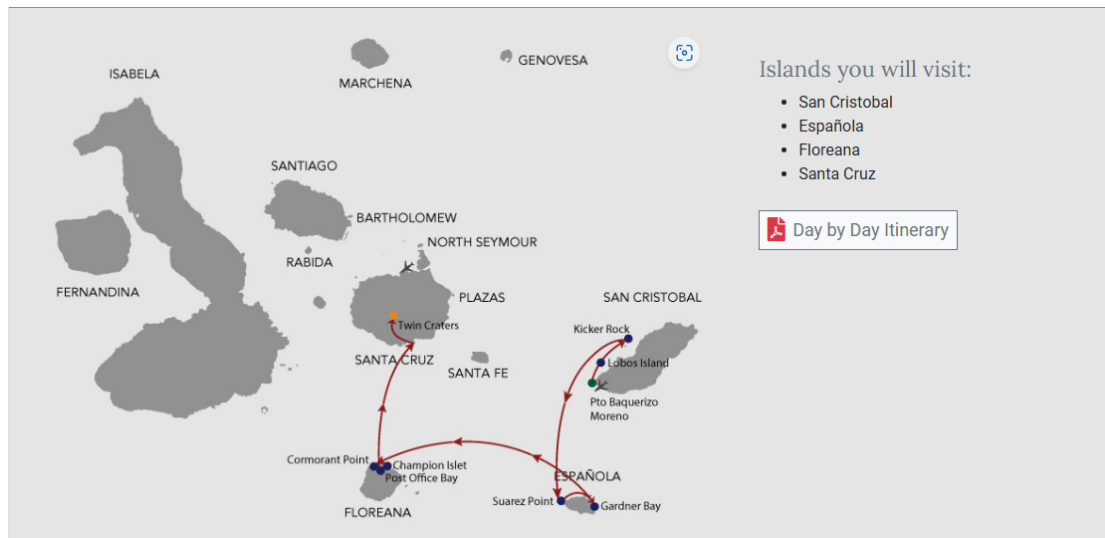 ISABELA
MARCHENA
GENOVESA
SANTIAGO
BARTHOLOMEW
NORTH SEYMOUR
RABIDA
FERNANDINA
PLAZAS
SAN CRISTOBAL
Twin Craters
Kicker Rock
SANTA CRUZ
SANTA FE
Lobos Island
Pto Baquerizo
Moreno
Cormorant Point
Champion Islet
Post Office Bay
FLOREANA
ESPAÑOLA
Suarez Point
Gardner Bay
Islands you will visit:
San Cristobal
Española
Floreana
Santa Cruz
Day by Day Itinerary